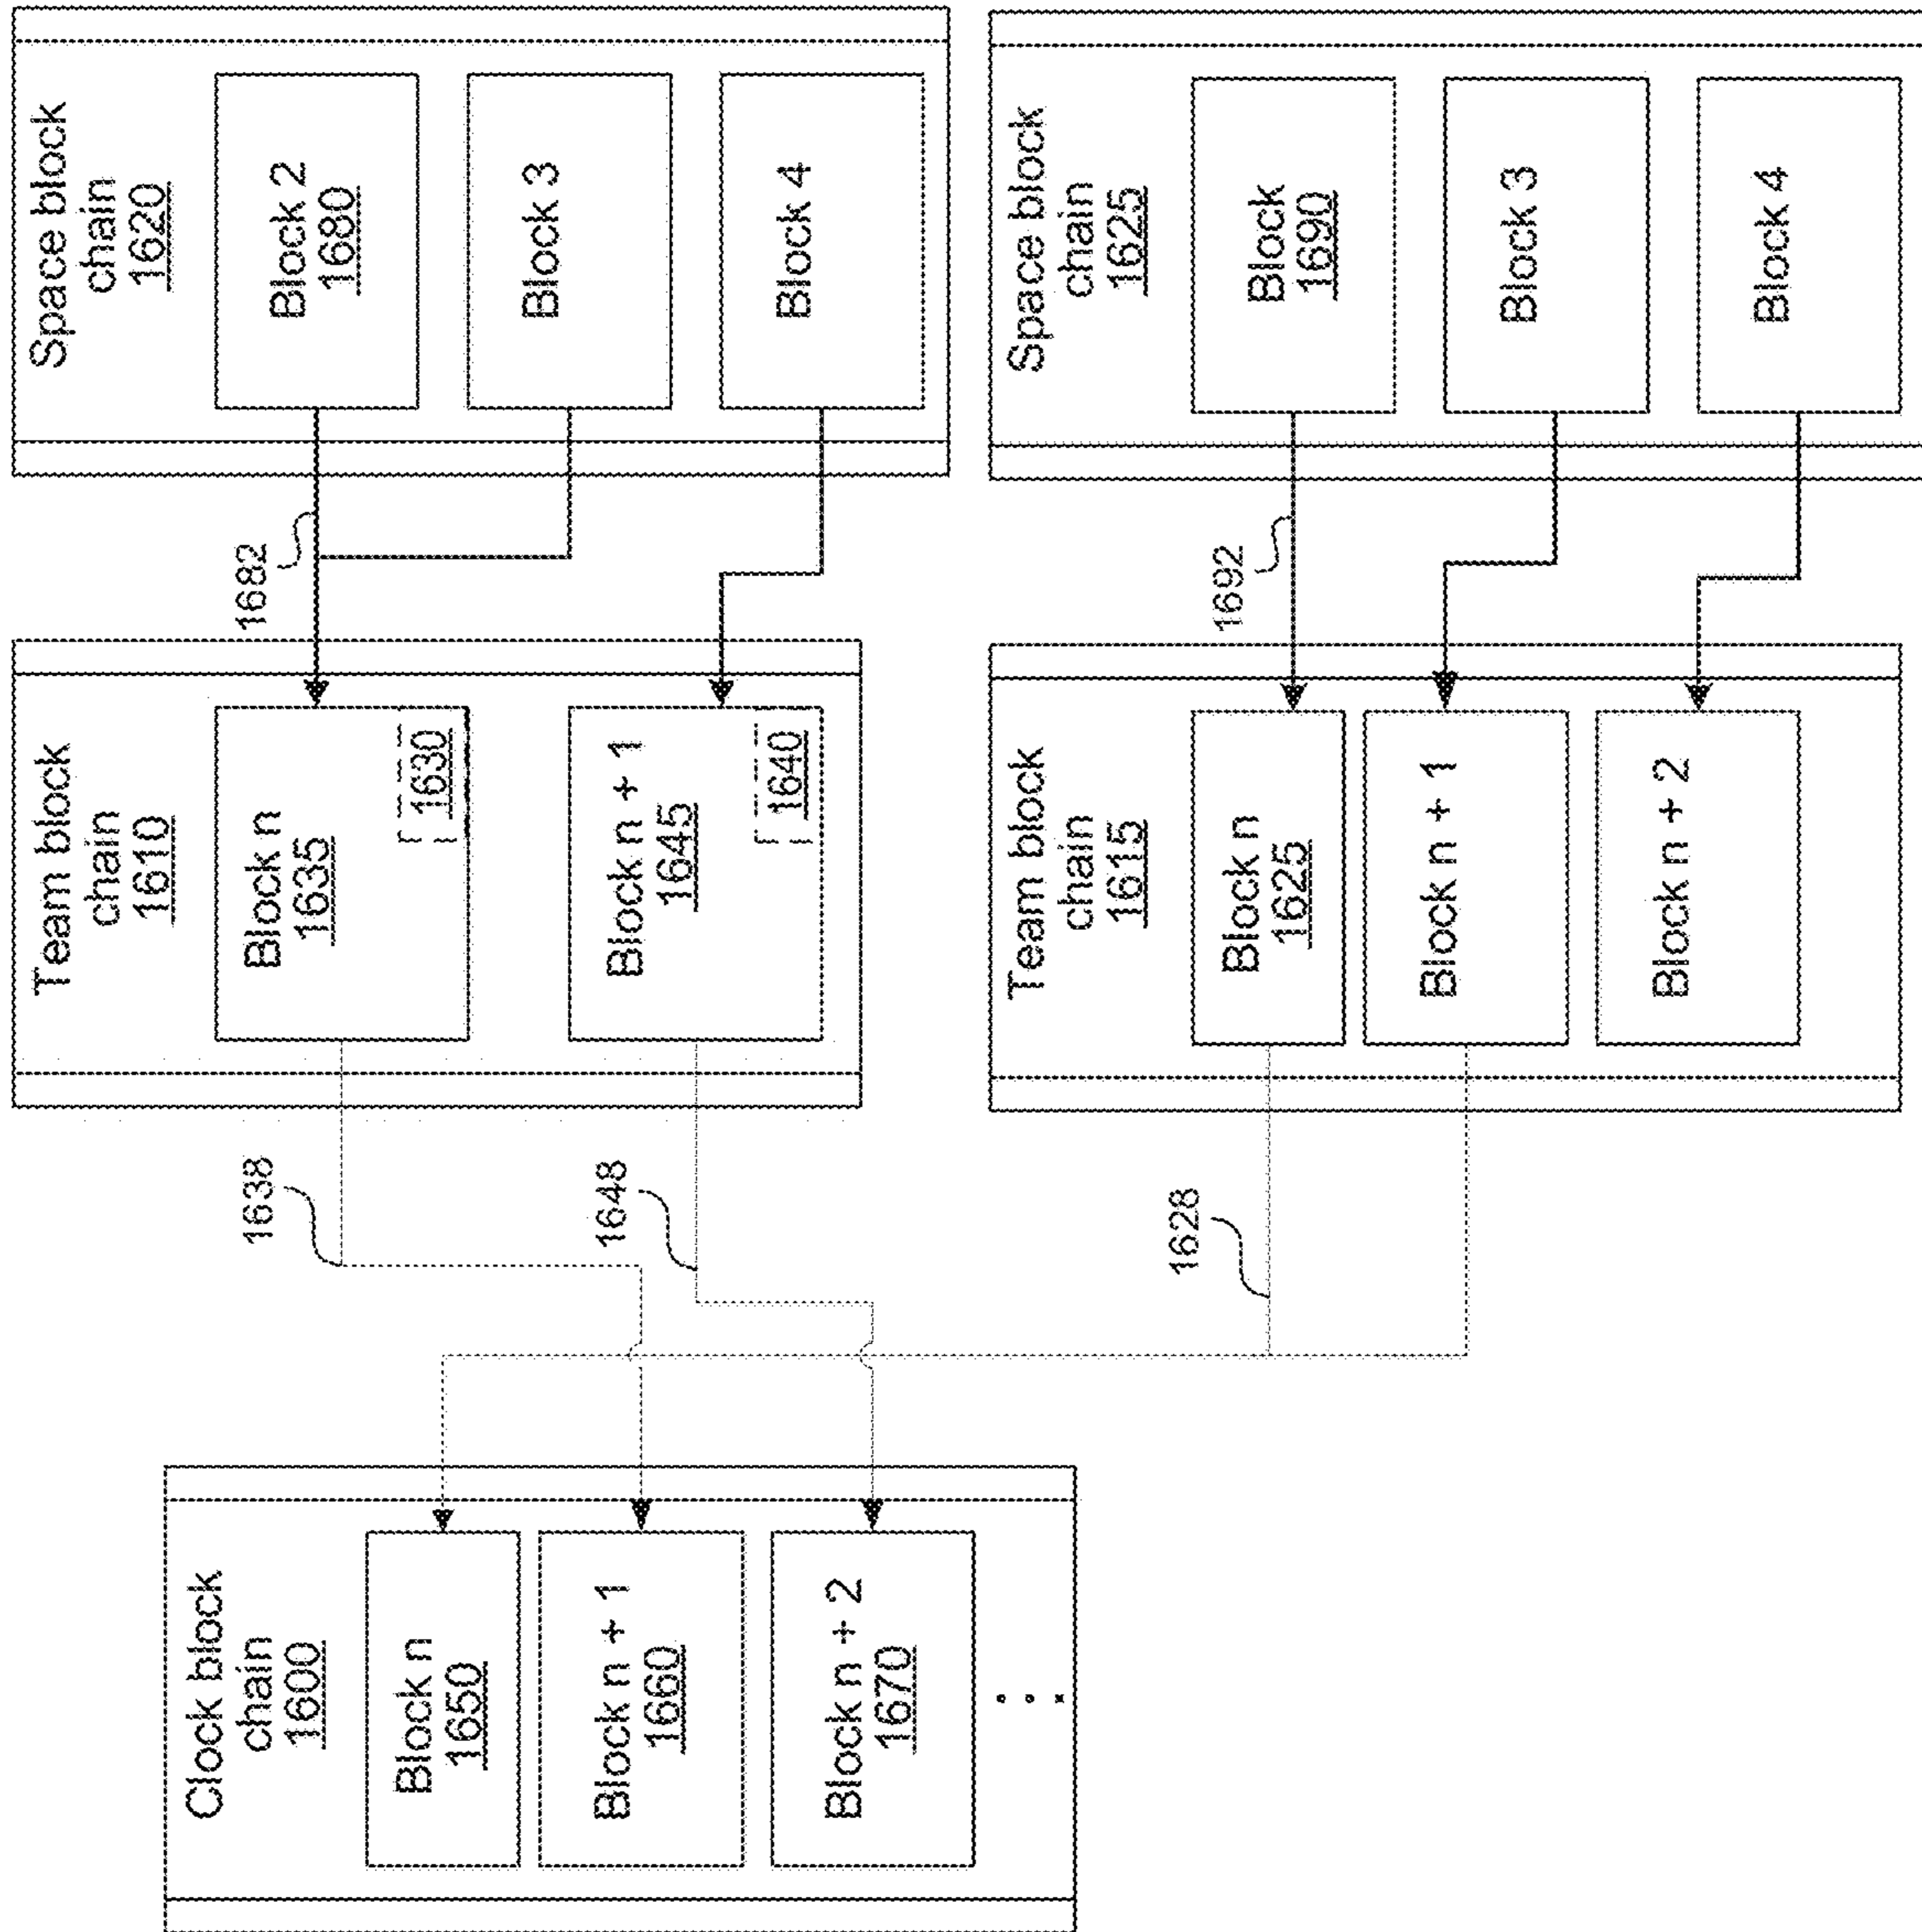 Clock block
chain
1600
Block n
1650
Block n + 1
1660
Block n + 2
1670
1638
1648
1628
Team block
chain
1610
Block n
1635
1630
Block n + 1
1645
1640
Team block
chain
1615
Block n
1625
Block n + 1
Block n + 2
1682
1692
Space block
chain
1620
Block 2
1680
Block 3
Block 4
Space block
chain
1625
Block
1690
Block 3
Block 4